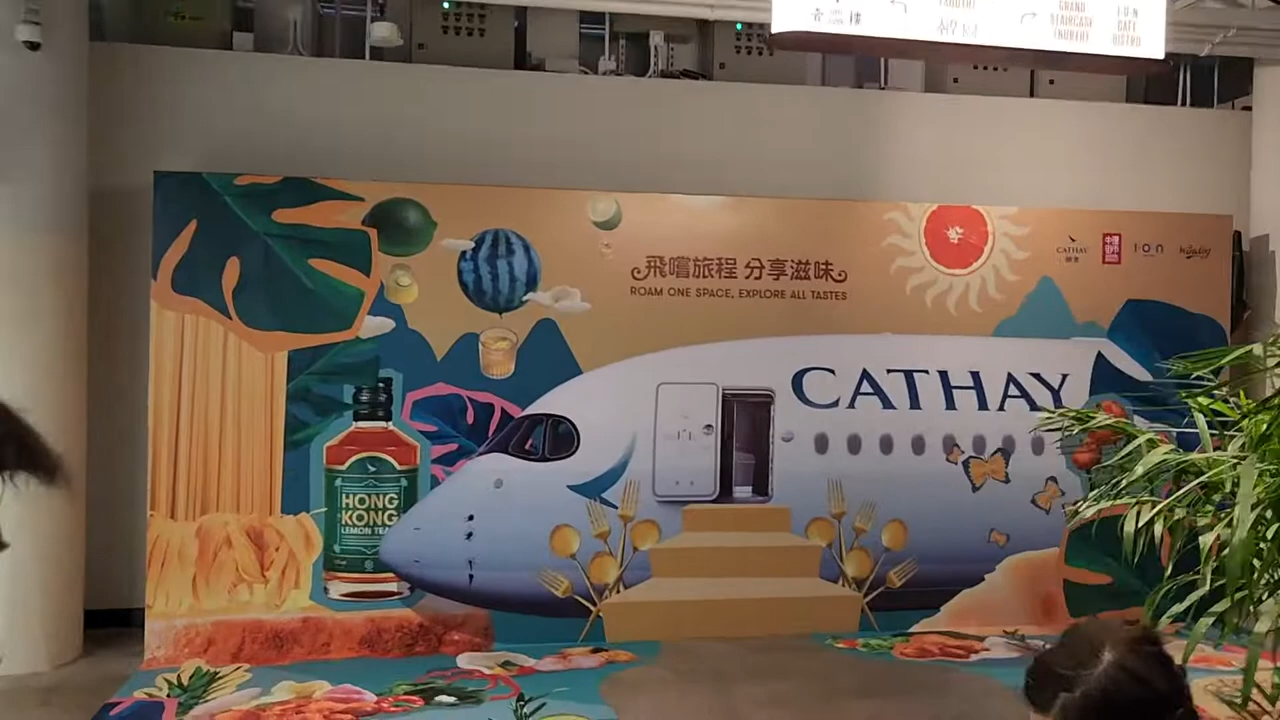 GRAND
STAIRCASE
(NORTH)
CAFE
BISTRO
飛嚐旅程 分享滋味
ROAM ONE SPACE, EXPLORE ALL TASTES
CATHAY
CATHAY
HONG
KONG
LEMON TEA